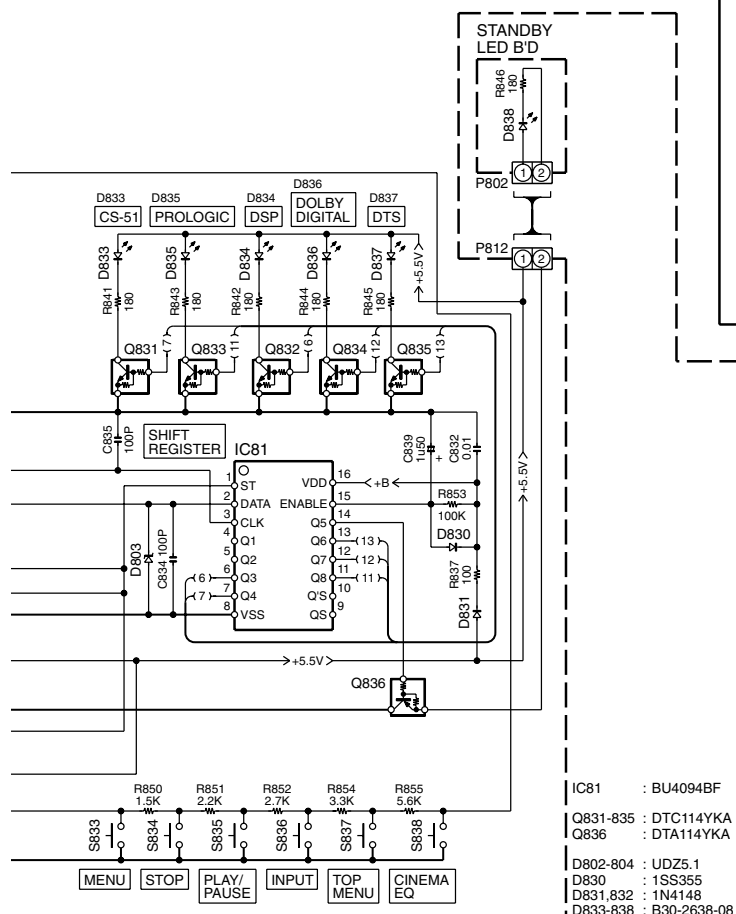 STANDBY
LED B'D
R846
180
D838
P802
1 2
P812
1 2
D833 D835 D834 D836 D837
CS-51 PROLOGIC DSP DOLBY
DIGITAL DTS
D833 D835 D834 D836 D837
+5.5V
R841
180
R843
180
R842
180
R844
180
R845
180
Q831 7 Q833 11 Q832 6 Q834 12 Q835 13
C835
100P
SHIFT
REGISTER
IC81
C839
1u50
+
C832
0.01
1 ST
2 DATA
3 CLK
4 Q1
5 Q2
6 Q3
7 Q4
8 VSS
VDD 16
ENABLE 15
Q5 14
Q6 13
Q7 12
Q8 11
Q'S 10
QS 9
+B
13
12
11
6
7
R853
100K
D830
R837
100
D831
+5.5V
D803
C834 100P
+5.5V
Q836
R850
1.5K
R851
2.2K
R852
2.7K
R854
3.3K
R855
5.6K
S833 S834 S835 S836 S837 S838
MENU STOP PLAY/
PAUSE INPUT TOP
MENU CINEMA
EQ
IC81 : BU4094BF
Q831-835 : DTC114YKA
Q836 : DTA114YKA
D802-804 : UDZ5.1
D830 : 1SS355
D831,832 : 1N4148
D833-838 : B30-2638-08